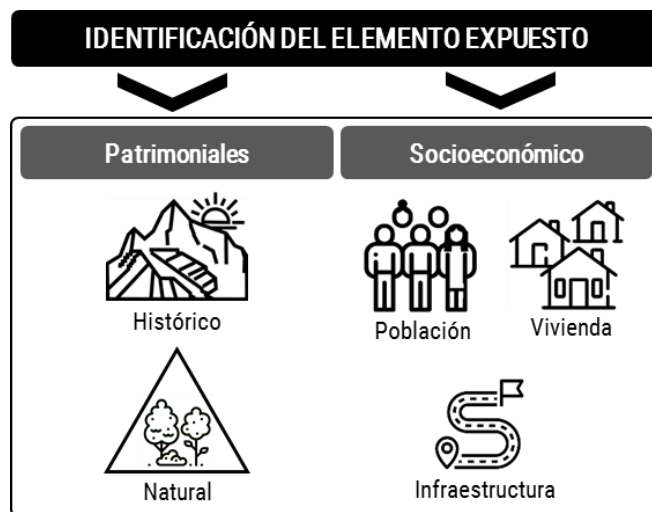 IDENTIFICACIÓN DEL ELEMENTO EXPUESTO
Patrimoniales
Socioeconómico
Histórico
Población
Vivienda
Natural
Infraestructura